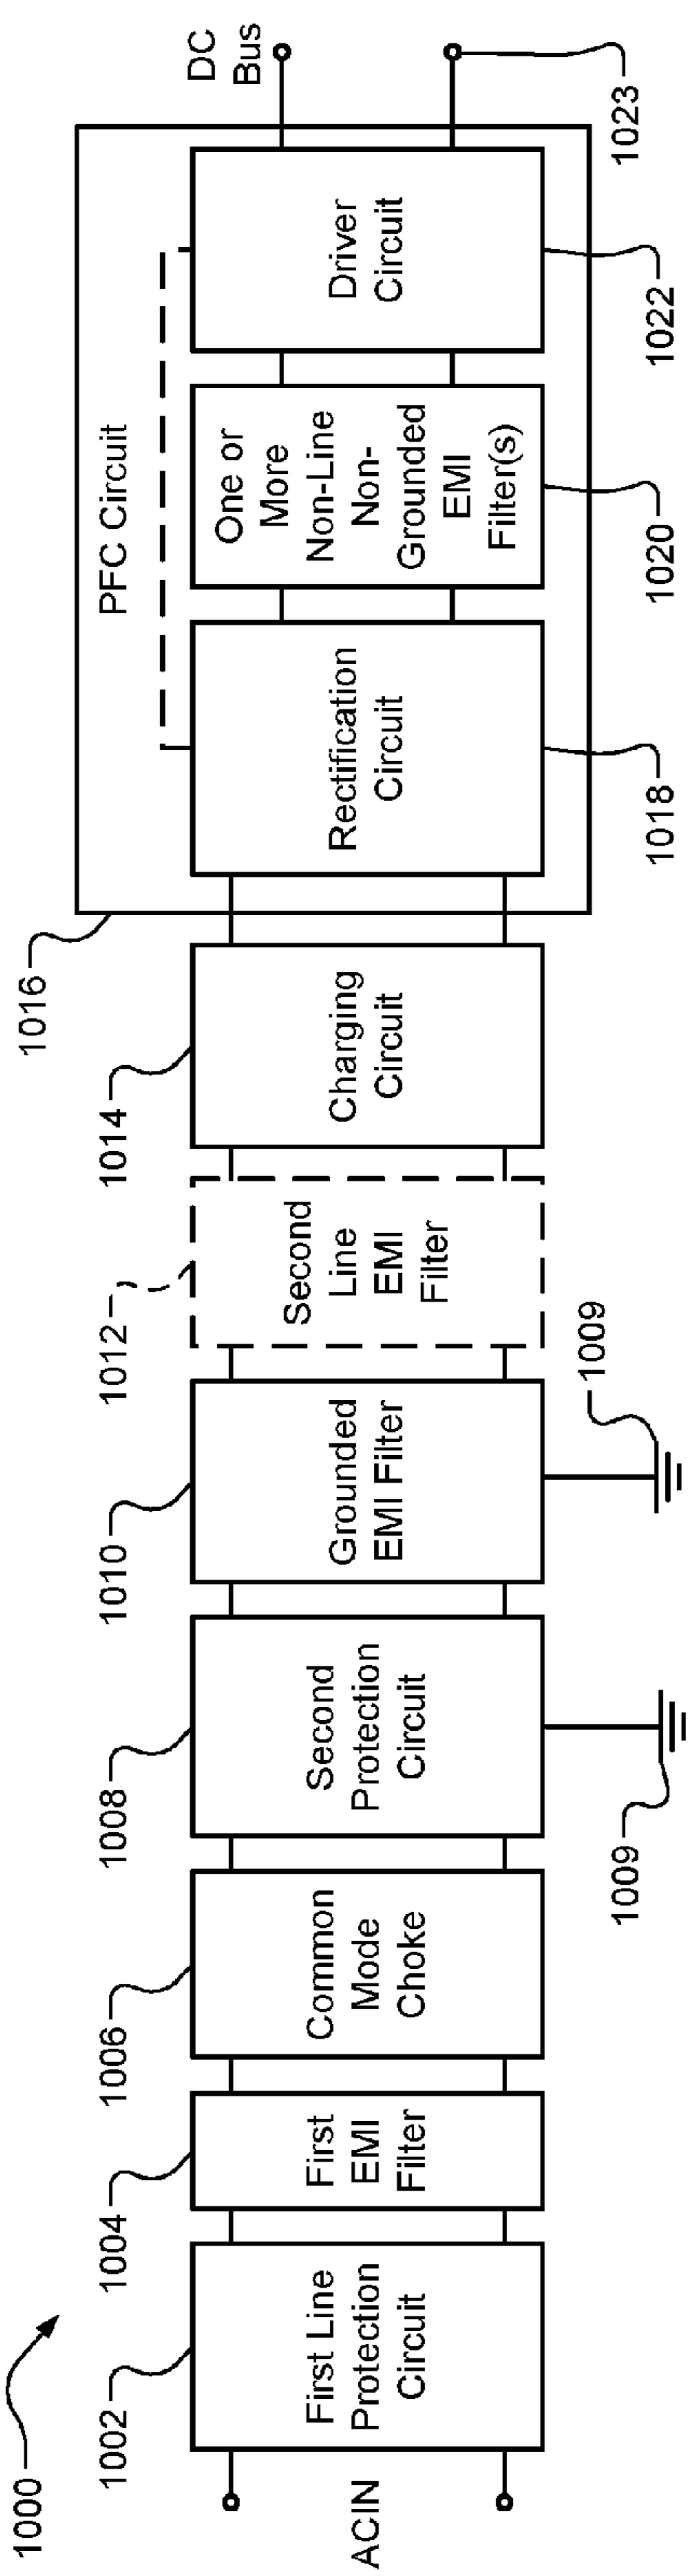 1000
ACIN
First Line
Protection
Circuit
1002
First
EMI
Filter
1004
Common
Mode
Choke
1006
Second
Protection
Circuit
1008
1009
Grounded
EMI Filter
1010
1009
Second
Line
EMI
Filter
1012
Charging
Circuit
1014
1016
PFC Circuit
Rectification
Circuit
1018
One or
More
Non-Line
Non-
Grounded
EMI
Filter(s)
1020
Driver
Circuit
1022
DC
Bus
1023